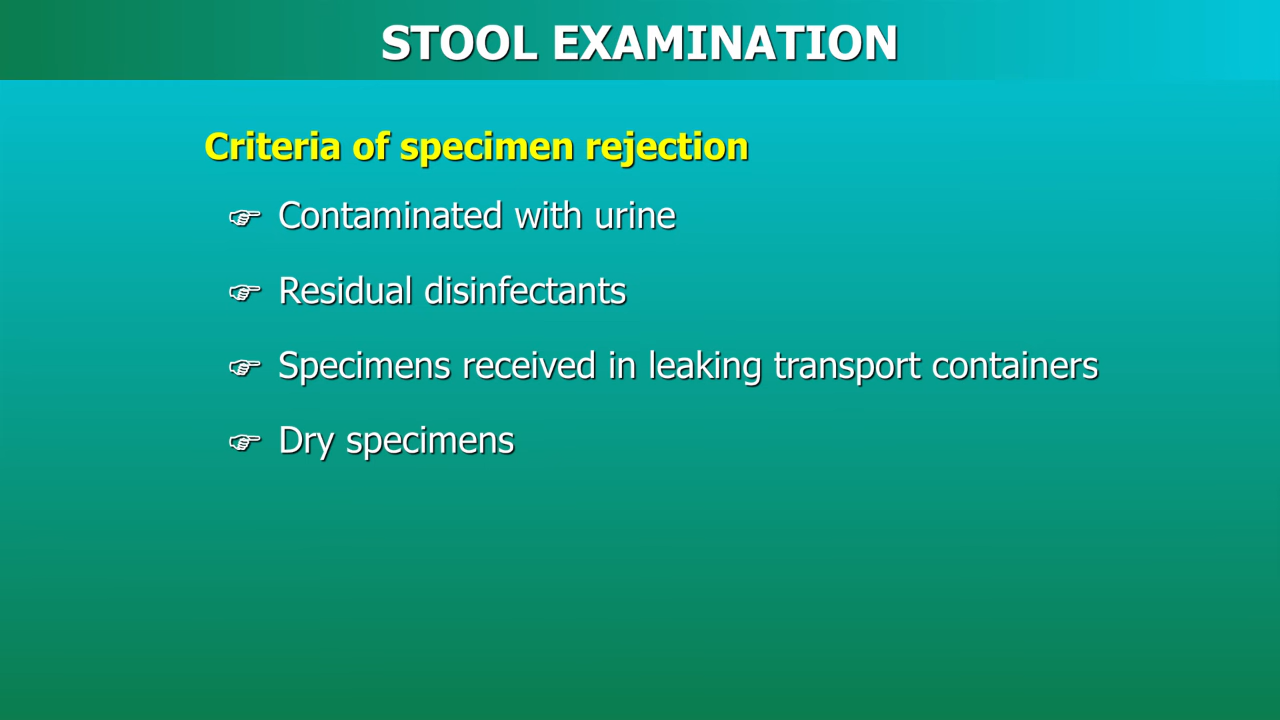 STOOL EXAMINATION
Criteria of specimen rejection
☞ Contaminated with urine
☞ Residual disinfectants
☞ Specimens received in leaking transport containers
☞ Dry specimens